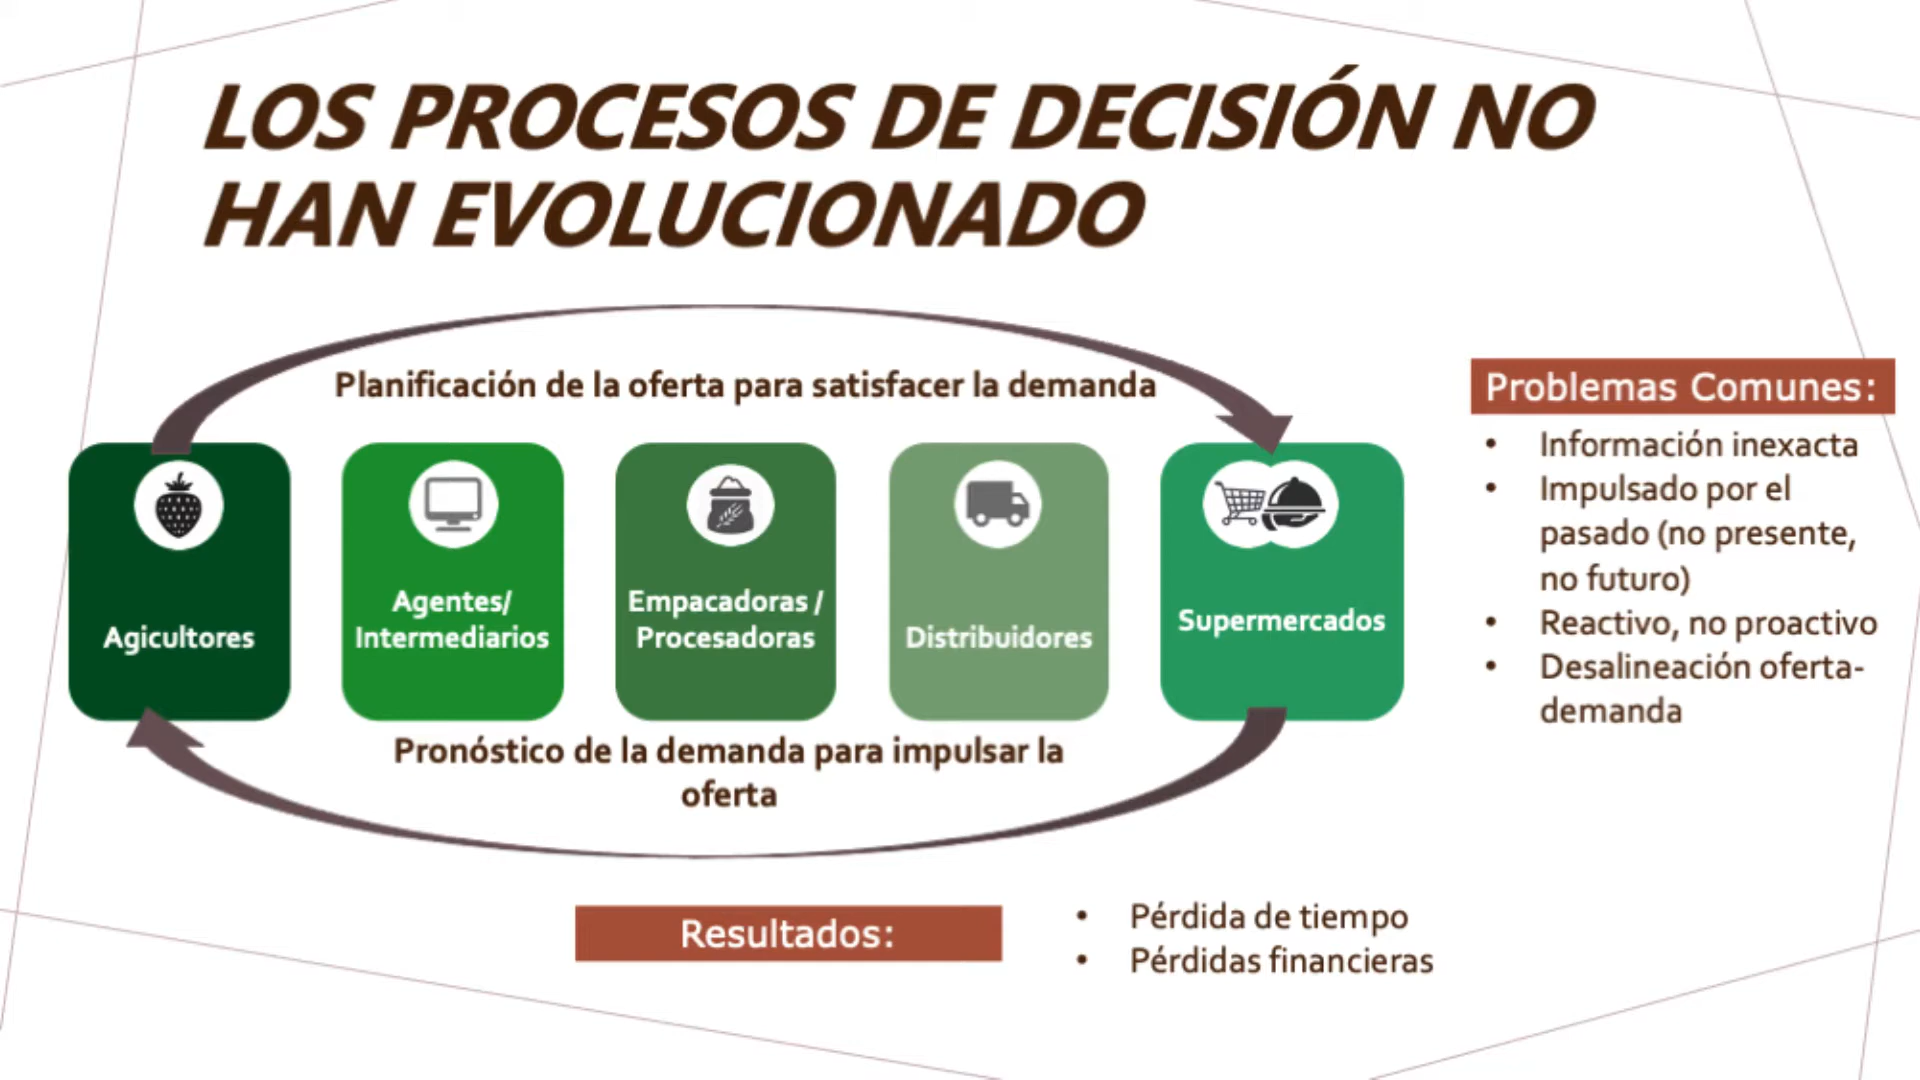 LOS PROCESOS DE DECISIÓN NO
HAN EVOLUCIONADO
Planificación de la oferta para satisfacer la demanda
Agicultores
Agentes/
Intermediarios
Empacadoras /
Procesadoras
Distribuidores
Supermercados
Pronóstico de la demanda para impulsar la
oferta
Problemas Comunes:
• Información inexacta
• Impulsado por el
pasado (no presente,
no futuro)
• Reactivo, no proactivo
• Desalineación oferta-
demanda
Resultados:
• Pérdida de tiempo
• Pérdidas financieras